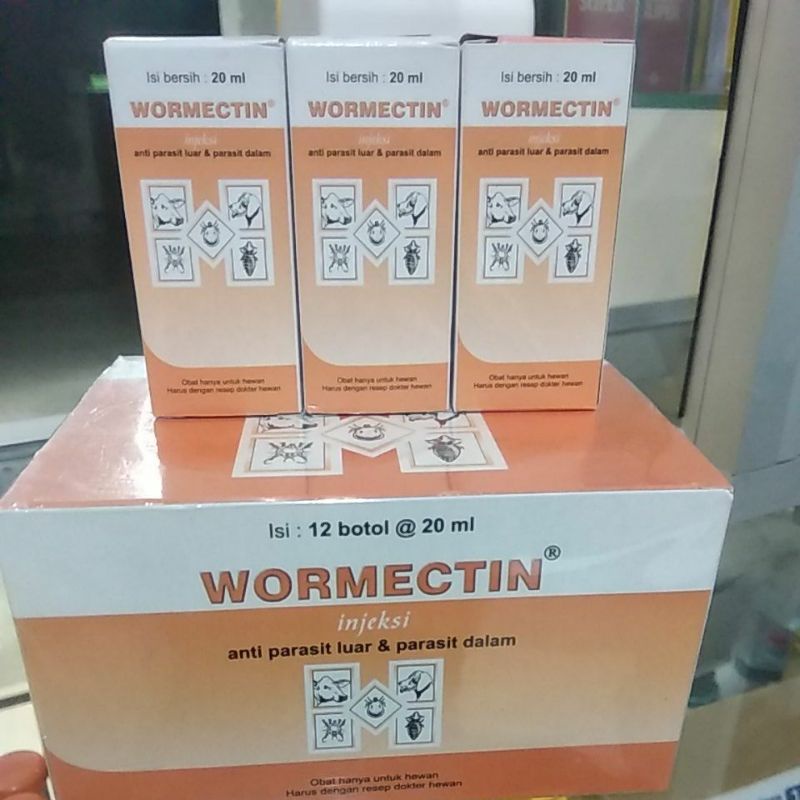 Isi bersih : 20 ml
WORMECTIN®
injeksi
anti parasit luar & parasit dalam
Obat hanya untuk hewan
Harus dengan resep dokter hewan
Isi bersih : 20 ml
WORMECTIN®
injeksi
anti parasit luar & parasit dalam
Obat hanya untuk hewan
Harus dengan resep dokter hewan
Isi bersih : 20 ml
WORMECTIN®
injeksi
anti parasit luar & parasit dalam
Obat hanya untuk hewan
Harus dengan resep dokter hewan
Isi : 12 botol @ 20 ml
WORMECTIN®
injeksi
anti parasit luar & parasit dalam
Obat hanya untuk hewan
Harus dengan resep dokter hewan